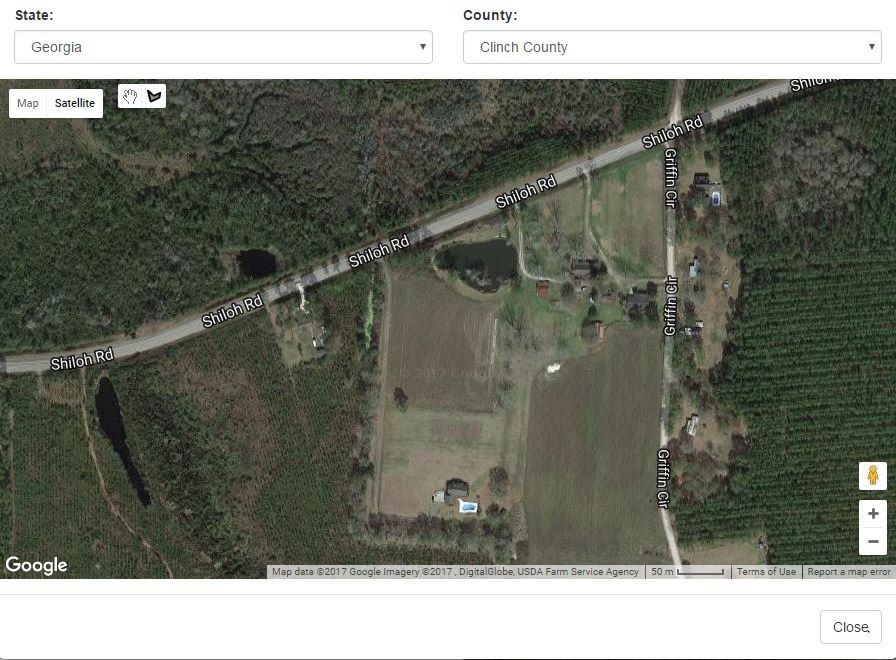 State:
County:
Georgia
Clinch County
Map
Satellite
Shiloh Rd
Shiloh Rd
Griffin Cir
Shiloh Rd
Shiloh Rd
Griffin Cir
Shiloh Rd
Shiloh Rd
Griffin Cir
Google
Map data ©2017 Google Imagery ©2017 , DigitalGlobe, USDA Farm Service Agency
50 m
Terms of Use
Report a map error
Close